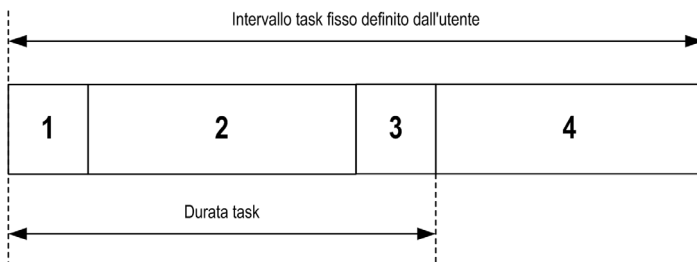 Intervallo task fisso definito dall'utente
1 2 3 4
Durata task